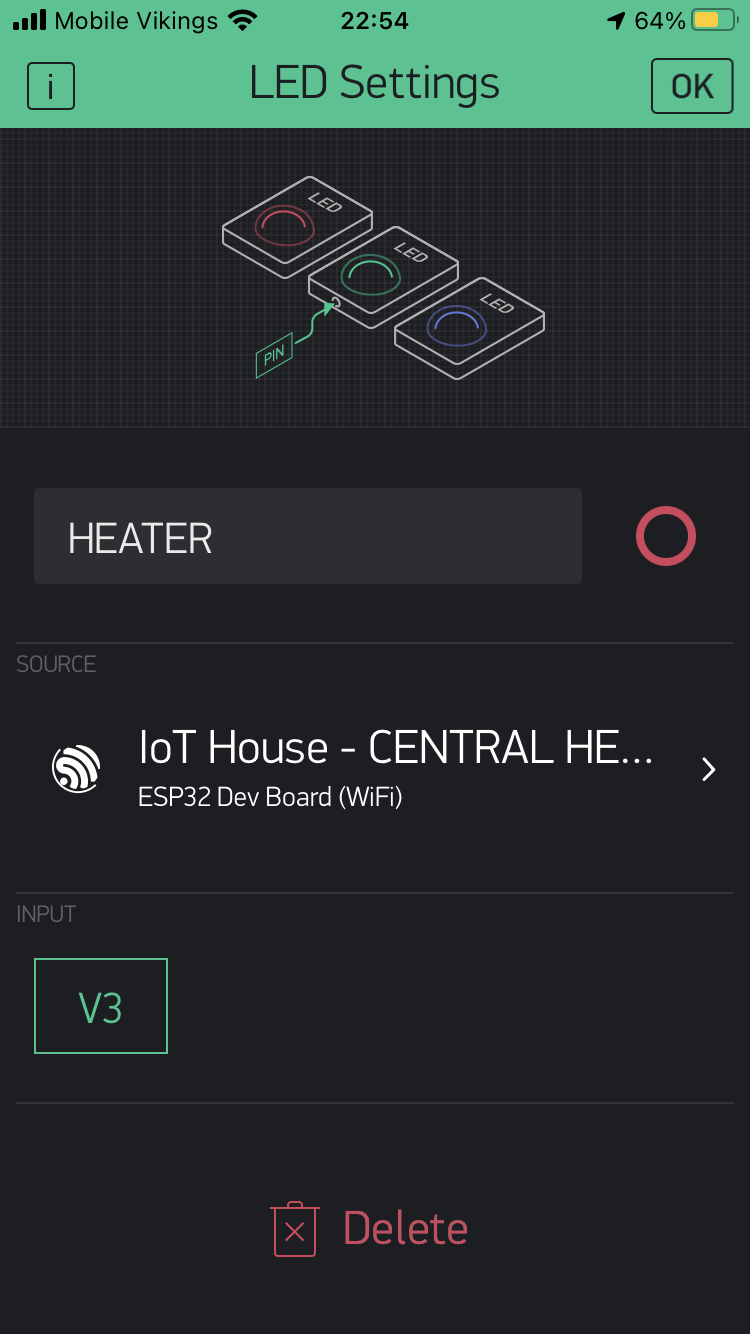 Mobile Vikings 22:54 64%
i LED Settings OK
LED
LED
LED
PIN
HEATER
SOURCE
IoT House - CENTRAL HE...
ESP32 Dev Board (WiFi)
INPUT
V3
Delete